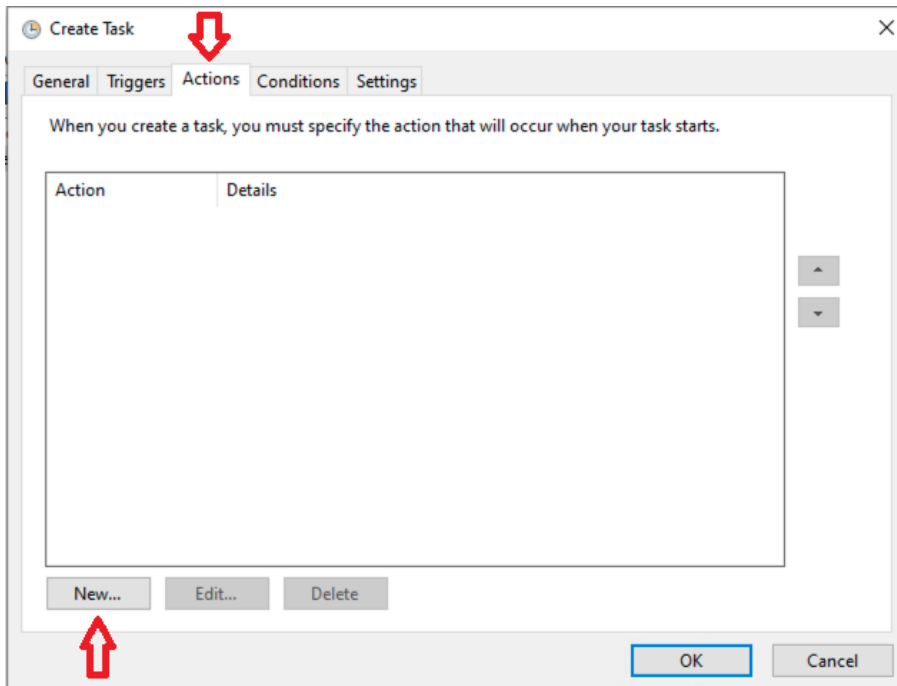 Create Task
General Triggers Actions Conditions Settings
When you create a task, you must specify the action that will occur when your task starts.
Action Details
New... Edit... Delete
OK Cancel